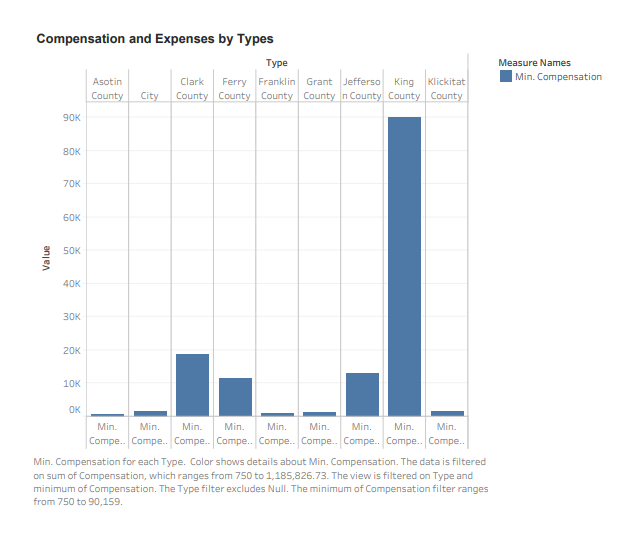 Compensation and Expenses by Types
Type
Asotin County
City
Clark County
Ferry County
Franklin County
Grant County
Jefferso n County
King County
Klickitat County
Measure Names
Min. Compensation
Value
90K
80K
70K
60K
50K
40K
30K
20K
10K
0K
Min. Compe..
Min. Compe..
Min. Compe..
Min. Compe..
Min. Compe..
Min. Compe..
Min. Compe..
Min. Compe..
Min. Compe..
Min. Compensation for each Type.  Color shows details about Min. Compensation. The data is filtered
on sum of Compensation, which ranges from 750 to 1,185,826.73. The view is filtered on Type and
minimum of Compensation. The Type filter excludes Null. The minimum of Compensation filter ranges
from 750 to 90,159.